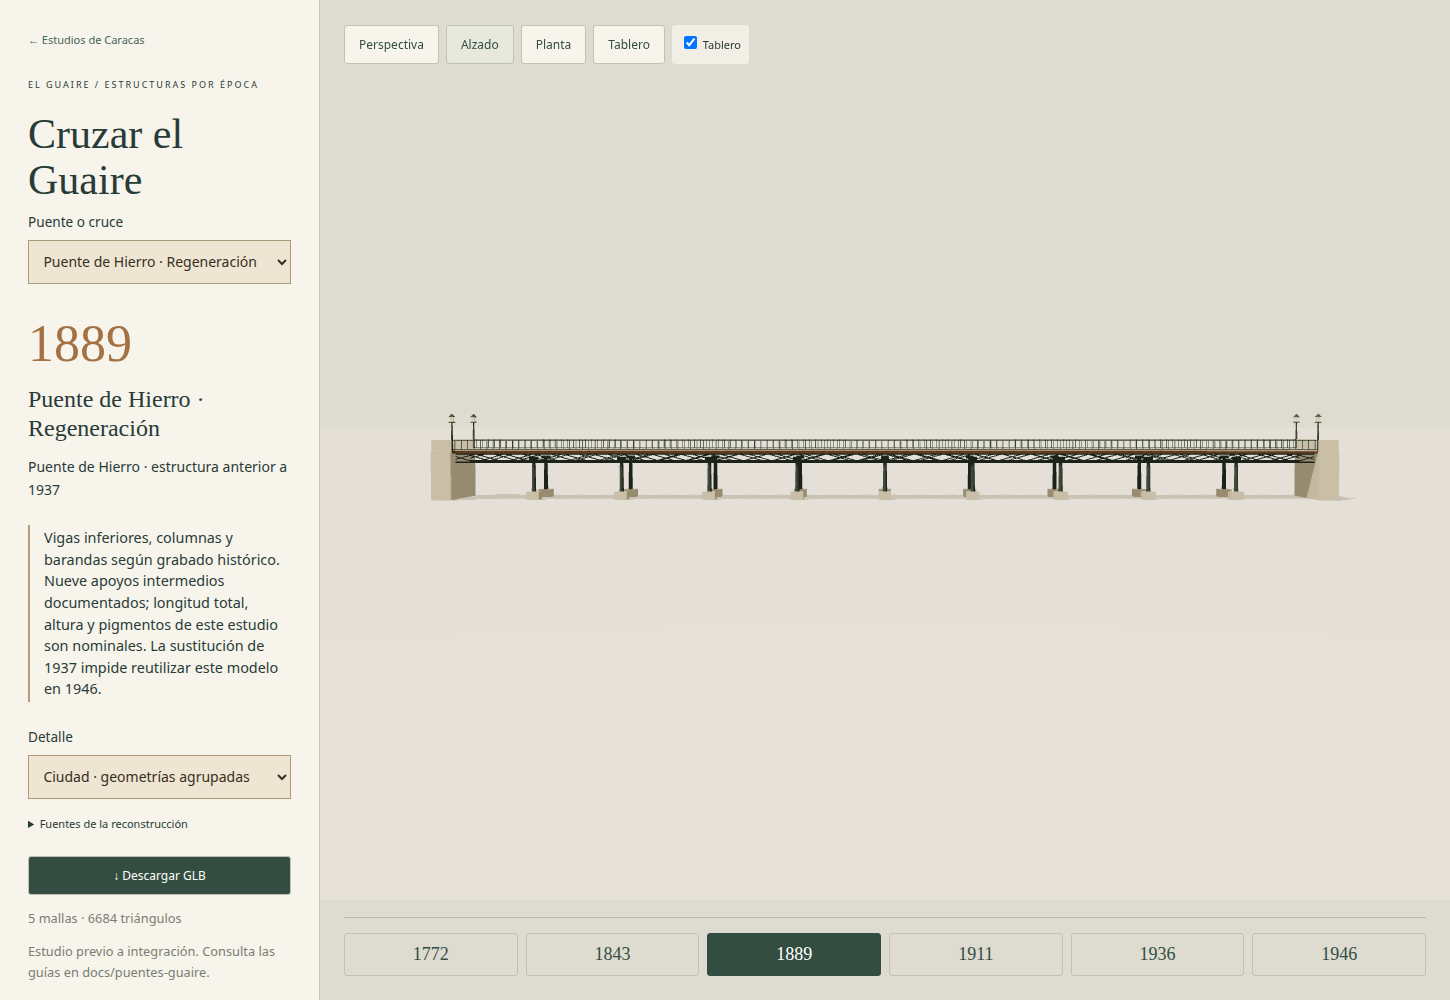 ← Estudios de Caracas
EL GUAIRE / ESTRUCTURAS POR ÉPOCA
Cruzar el
Guaire
Puente o cruce
Puente de Hierro · Regeneración
1889
Puente de Hierro ·
Regeneración
Puente de Hierro · estructura anterior a
1937
Vigas inferiores, columnas y
barandas según grabado histórico.
Nueve apoyos intermedios
documentados; longitud total,
altura y pigmentos de este estudio
son nominales. La sustitución de
1937 impide reutilizar este modelo
en 1946.
Detalle
Ciudad · geometrías agrupadas
▶ Fuentes de la reconstrucción
↓ Descargar GLB
5 mallas · 6684 triángulos
Estudio previo a integración. Consulta las
guías en docs/puentes-guaire.
Perspectiva Alzado Planta Tablero Tablero
1772 1843 1889 1911 1936 1946